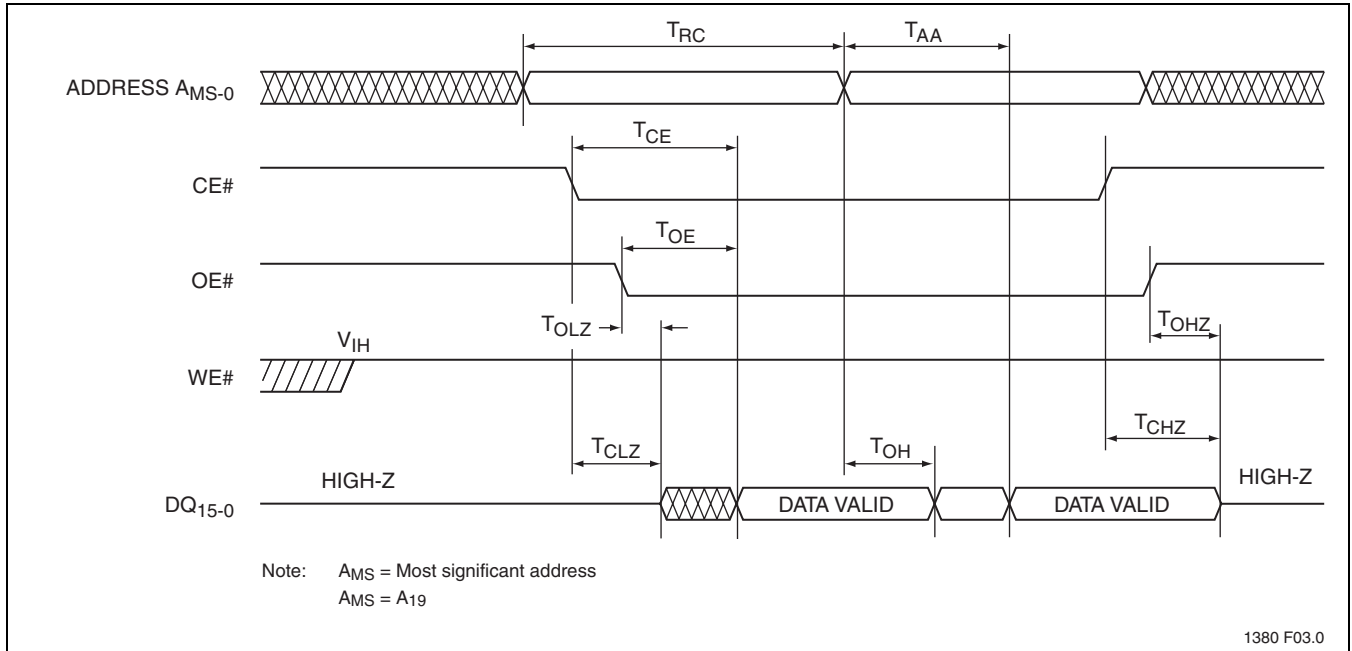 TRC TAA
ADDRESS AMS-0
TCE
CE#
TOE
OE#
TOLZ TOHZ
VIH
WE#
TCLZ TOH TCHZ
HIGH-Z HIGH-Z
DQ15-0 DATA VALID DATA VALID
Note: AMS = Most significant address
AMS = A19
1380 F03.0